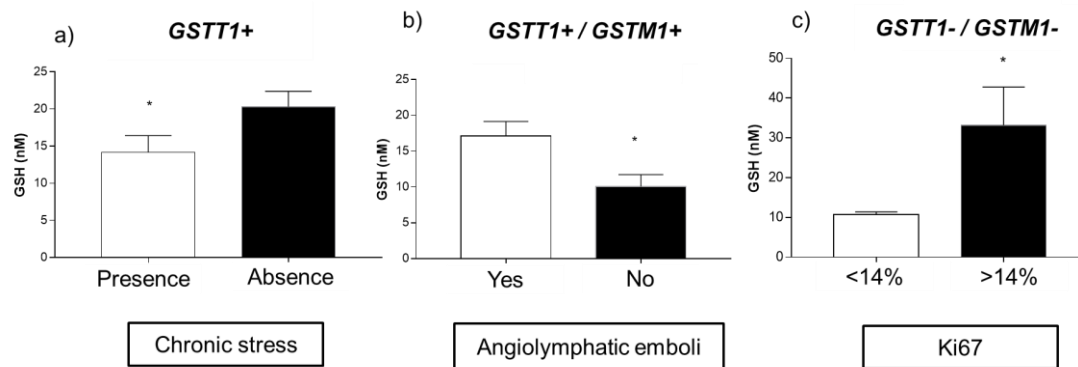 a)
GSTT1+
25
20
15
10
5
0
GSH (nM)
*
Presence Absence
Chronic stress
b)
GSTT1+ / GSTM1+
25
20
15
10
5
0
GSH (nM)
*
Yes No
Angiolymphatic emboli
c)
GSTT1- / GSTM1-
50
40
30
20
10
0
GSH (nM)
*
<14% >14%
Ki67